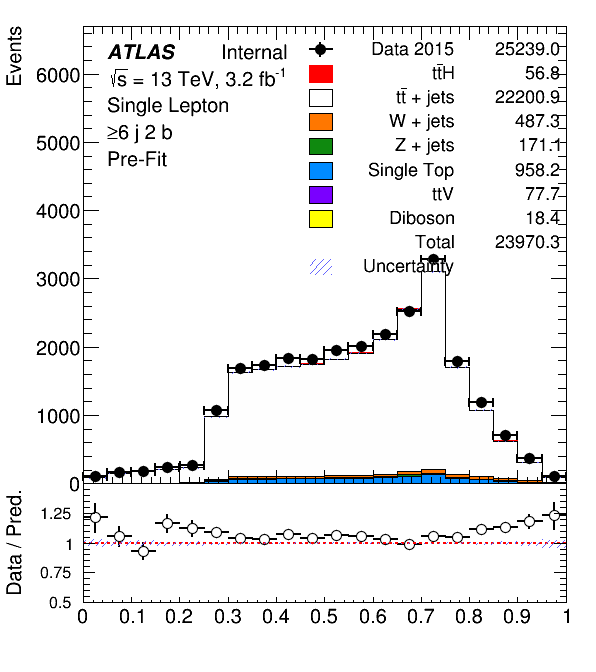 Events
ATLAS Internal
√s = 13 TeV, 3.2 fb⁻¹
Single Lepton
≥6 j 2 b
Pre-Fit
Data 2015 25239.0
tt̄H 56.8
tt̄ + jets 22200.9
W + jets 487.3
Z + jets 171.1
Single Top 958.2
ttV 77.7
Diboson 18.4
Total 23970.3
Uncertainty
6000
5000
4000
3000
2000
1000
0
Data / Pred.
1.25
1
0.75
0.5
0 0.1 0.2 0.3 0.4 0.5 0.6 0.7 0.8 0.9 1